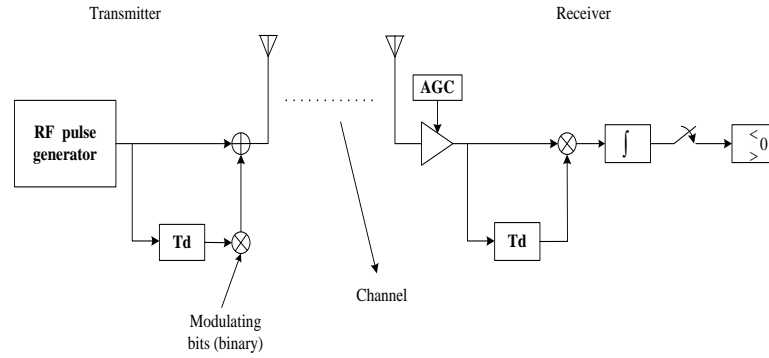 Transmitter
Receiver
AGC
RF pulse
generator
∫
< 0
>
Td
Td
Channel
Modulating
bits (binary)